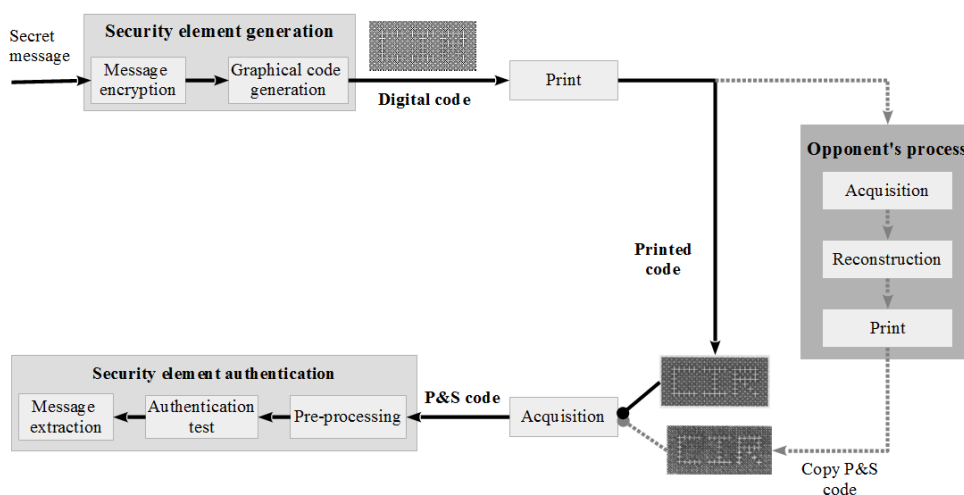 Secret
message
Security element generation
Message
encryption
Graphical code
generation
Digital code
Print
Opponent's process
Acquisition
Reconstruction
Print
Printed
code
Security element authentication
Message
extraction
Authentication
test
Pre-processing
P&S code
Acquisition
Copy P&S
code